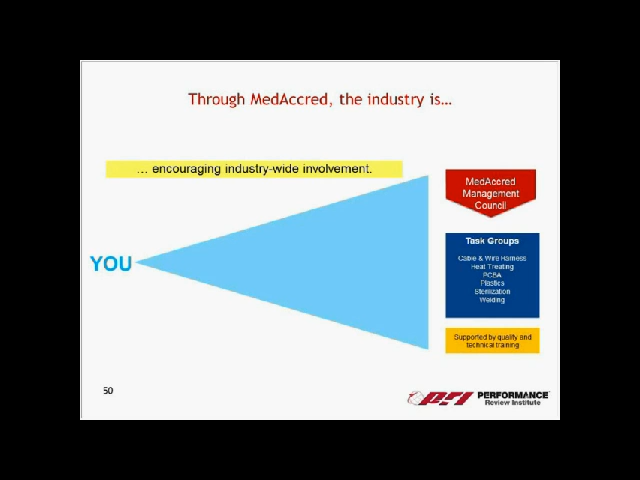 Through MedAccred, the industry is…
… encouraging industry-wide involvement.
YOU
MedAccred
Management
Council
Task Groups
Cable & Wire Harness
Heat Treating
PCBA
Plastics
Sterilization
Welding
Supported by quality and
technical training
50
PRI PERFORMANCE
Review Institute